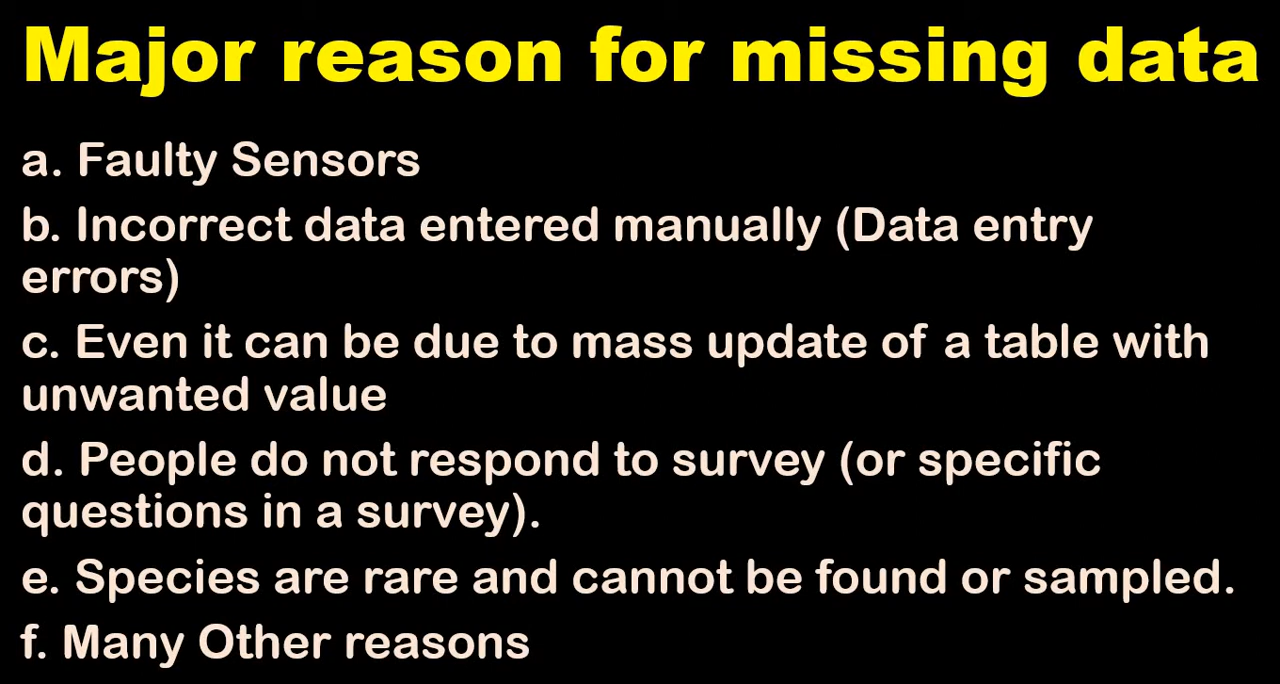 Major reason for missing data
a. Faulty Sensors
b. Incorrect data entered manually (Data entry
errors)
c. Even it can be due to mass update of a table with
unwanted value
d. People do not respond to survey (or specific
questions in a survey).
e. Species are rare and cannot be found or sampled.
f. Many Other reasons